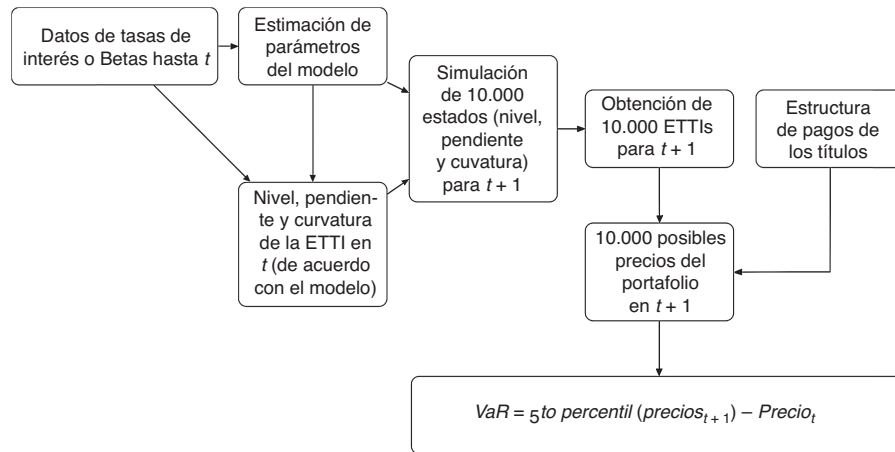 Datos de tasas de
interés o Betas hasta t
Estimación de
parámetros
del modelo
Nivel, pendien-
te y curvatura
de la ETTI en
t (de acuerdo
con el modelo)
Simulación
de 10.000
estados (nivel,
pendiente
y cuvatura)
para t + 1
Obtención de
10.000 ETTIs
para t + 1
Estructura
de pagos de
los títulos
10.000 posibles
precios del
portafolio
en t + 1
VaR = 5to percentil (precios t + 1) – Precio t